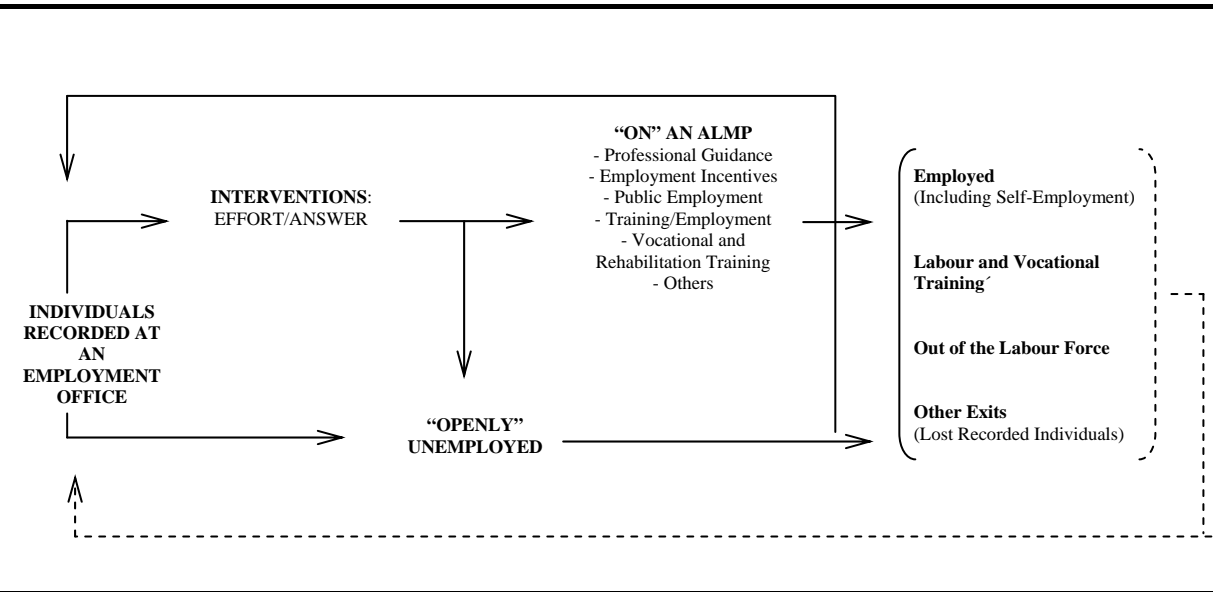 INDIVIDUALS
RECORDED AT
AN
EMPLOYMENT
OFFICE
INTERVENTIONS:
EFFORT/ANSWER
“ON” AN ALMP
- Professional Guidance
- Employment Incentives
- Public Employment
- Training/Employment
- Vocational and
Rehabilitation Training
- Others
“OPENLY”
UNEMPLOYED
Employed
(Including Self-Employment)
Labour and Vocational
Training´
Out of the Labour Force
Other Exits
(Lost Recorded Individuals)